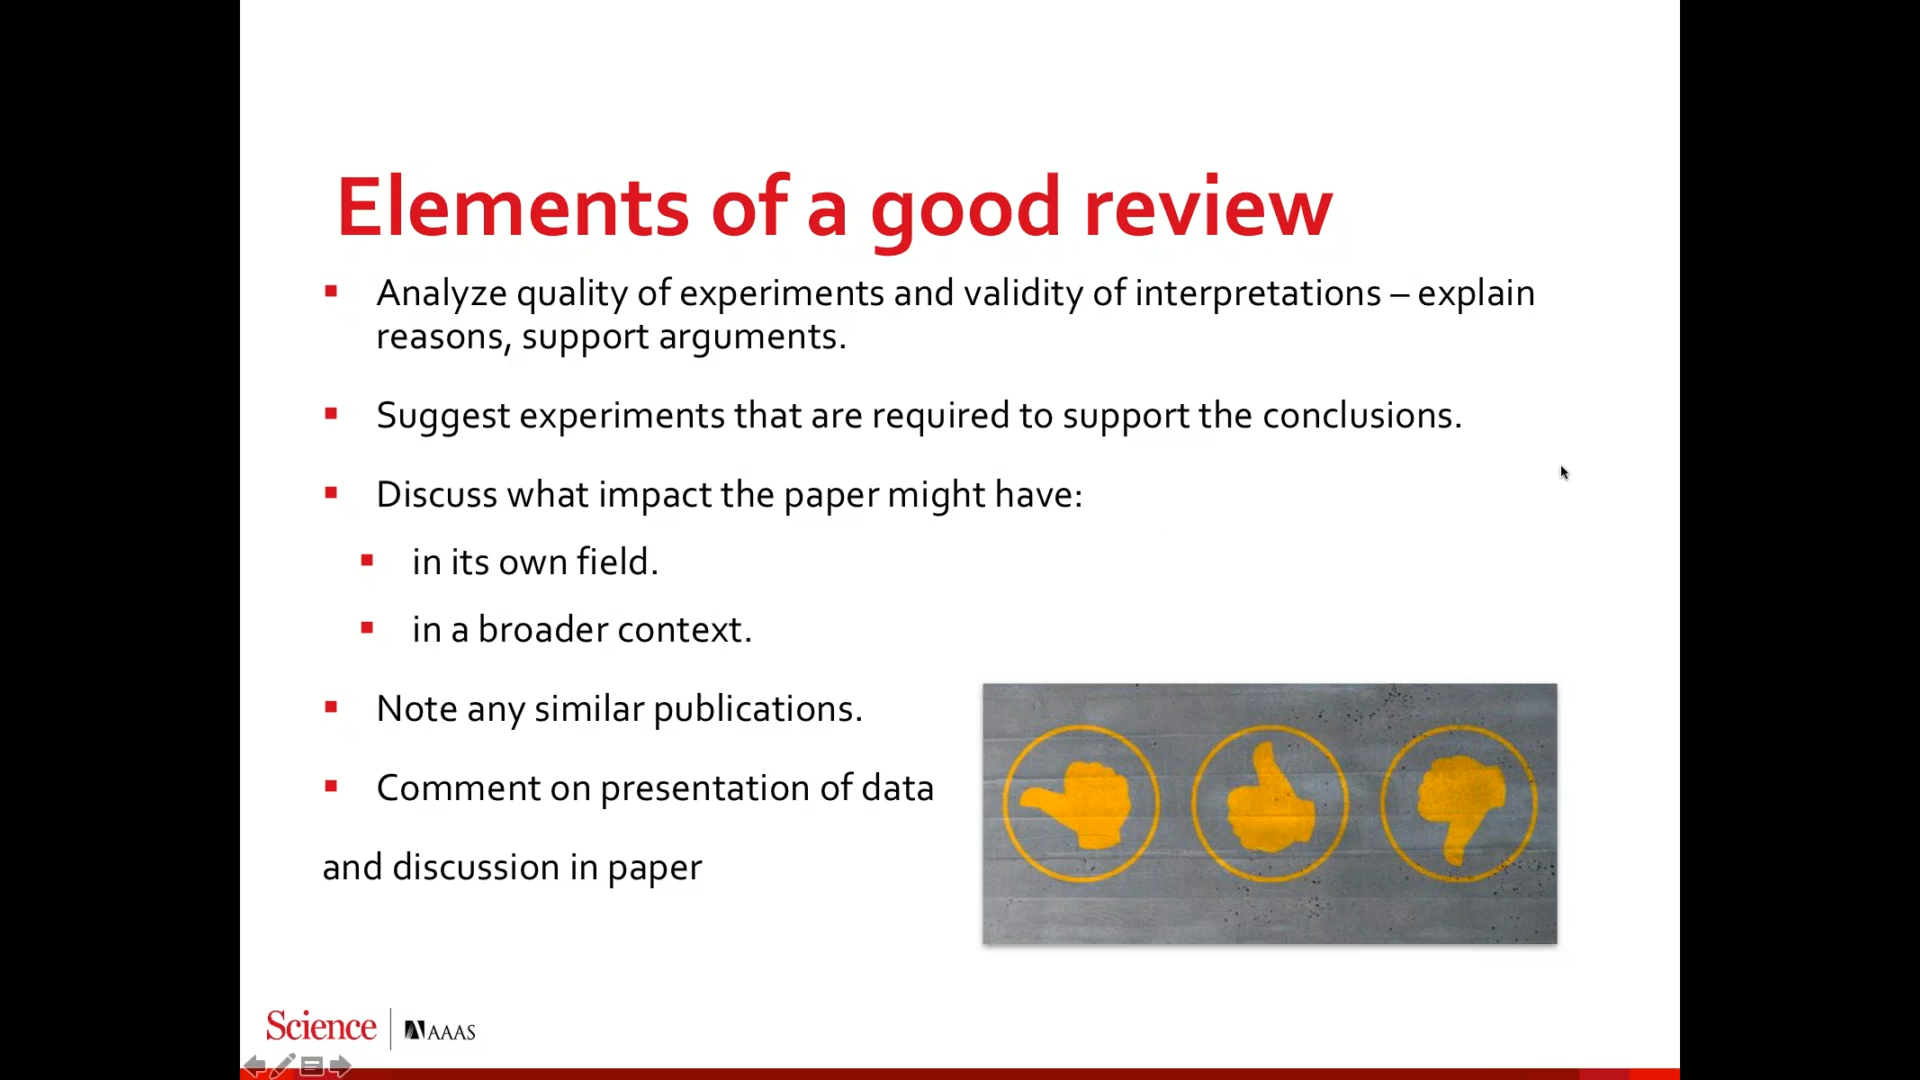 Elements of a good review
Analyze quality of experiments and validity of interpretations – explain
reasons, support arguments.
Suggest experiments that are required to support the conclusions.
Discuss what impact the paper might have:
in its own field.
in a broader context.
Note any similar publications.
Comment on presentation of data
and discussion in paper
Science
AAAS